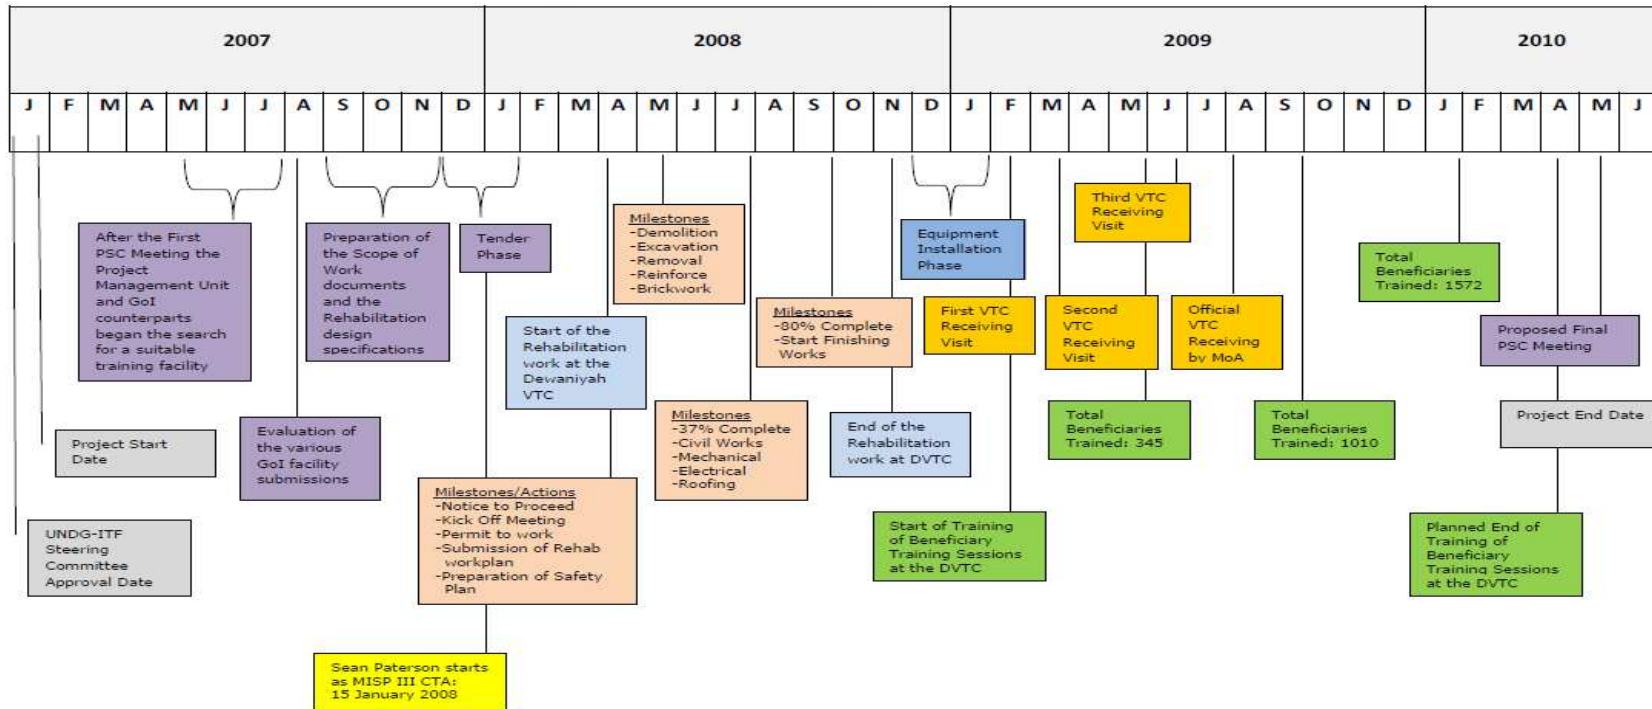 2007
2008
2009
2010
J F M A M J J A S O N D J F M A M J J A S O N D J F M A M J J A S O N D J F M A M J
After the First
PSC Meeting the
Project
Management Unit
and GoI
counterparts
began the search
for a suitable
training facility
Preparation of
the Scope of
Work
documents
and the
Rehabilitation
design
specifications
Tender
Phase
Milestones
-Demolition
-Excavation
-Removal
-Reinforce
-Brickwork
Equipment
Installation
Phase
Third VTC
Receiving
Visit
Total
Beneficiaries
Trained: 1572
Start of the
Rehabilitation
work at the
Dewaniyah
VTC
Milestones
-80% Complete
-Start Finishing
Works
First VTC
Receiving
Visit
Second
VTC
Receiving
Visit
Official
VTC
Receiving
by MoA
Proposed Final
PSC Meeting
Project Start
Date
Evaluation of
the various
GoI facility
submissions
Milestones
-37% Complete
-Civil Works
-Mechanical
-Electrical
-Roofing
End of the
Rehabilitation
work at DVTC
Total
Beneficiaries
Trained: 345
Total
Beneficiaries
Trained: 1010
Project End Date
UNDG-ITF
Steering
Committee
Approval Date
Milestones/Actions
-Notice to Proceed
-Kick Off Meeting
-Permit to work
-Submission of Rehab
workplan
-Preparation of Safety
Plan
Start of Training
of Beneficiary
Training Sessions
at the DVTC
Planned End of
Training of
Beneficiary
Training Sessions
at the DVTC
Sean Paterson starts
as MISP III CTA:
15 January 2008